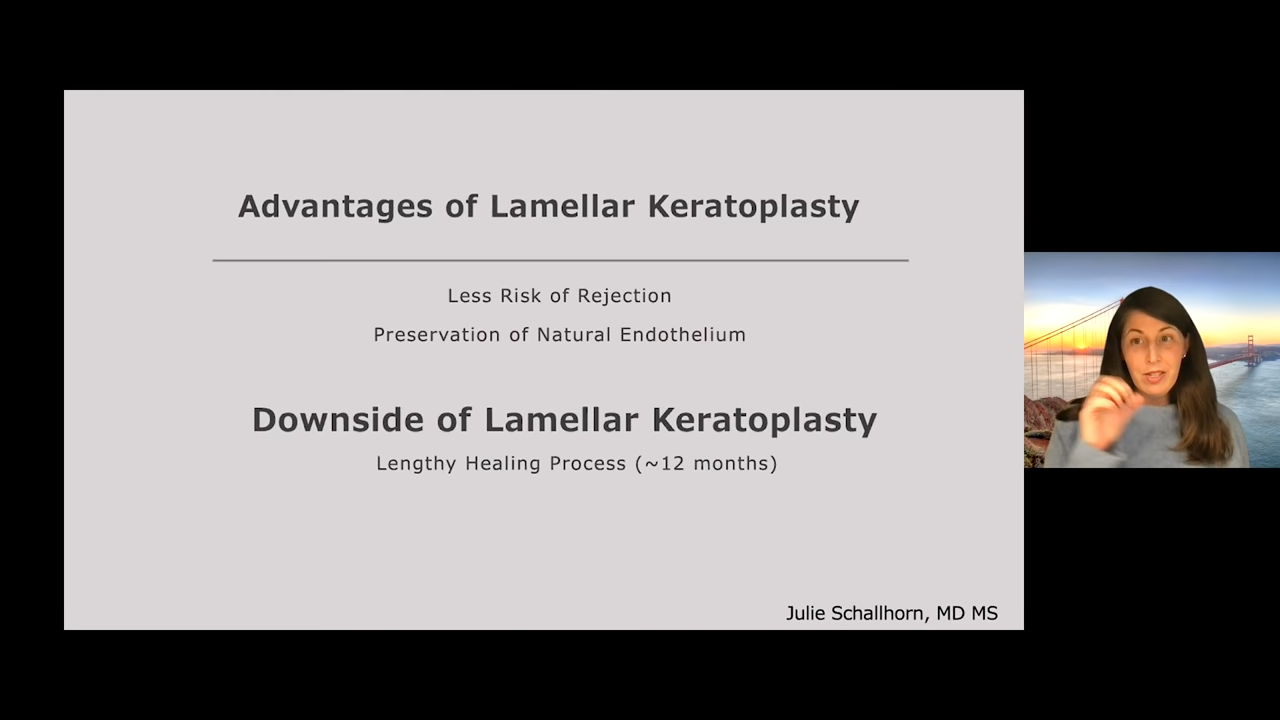 Advantages of Lamellar Keratoplasty
Less Risk of Rejection
Preservation of Natural Endothelium
Downside of Lamellar Keratoplasty
Lengthy Healing Process (~12 months)
Julie Schallhorn, MD MS